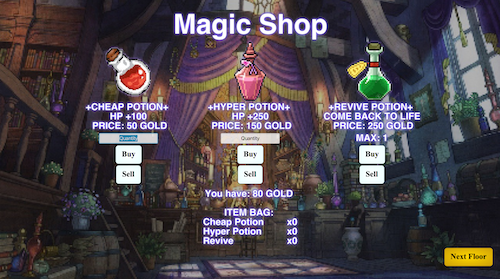 Magic Shop
+CHEAP POTION+
HP +100
PRICE: 50 GOLD
Quantity
Buy
Sell
+HYPER POTION+
HP +250
PRICE: 150 GOLD
Quantity
Buy
Sell
+REVIVE POTION+
COME BACK TO LIFE
PRICE: 250 GOLD
MAX: 1
Buy
Sell
You have: 80 GOLD
ITEM BAG:
Cheap Potion x0
Hyper Potion x0
Revive x0
Next Floor